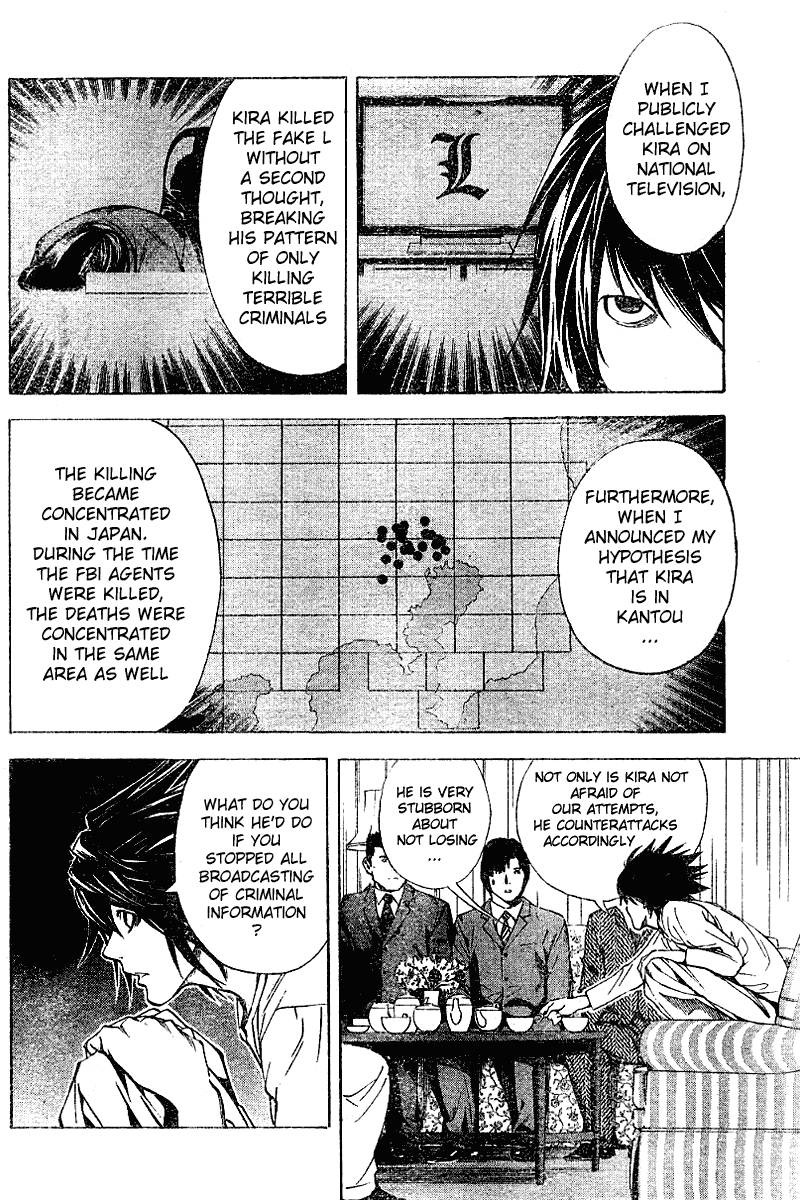 WHEN I
PUBLICLY
CHALLENGED
KIRA ON
NATIONAL
TELEVISION,
L
KIRA KILLED
THE FAKE L
WITHOUT
A SECOND
THOUGHT,
BREAKING
HIS PATTERN
OF ONLY
KILLING
TERRIBLE
CRIMINALS
FURTHERMORE,
WHEN I
ANNOUNCED MY
HYPOTHESIS
THAT KIRA
IS IN
KANTOU
...
THE KILLING
BECAME
CONCENTRATED
IN JAPAN.
DURING THE TIME
THE FBI AGENTS
WERE KILLED,
THE DEATHS WERE
CONCENTRATED
IN THE SAME
AREA AS WELL
NOT ONLY IS KIRA NOT
AFRAID OF
OUR ATTEMPTS,
HE COUNTERATTACKS
ACCORDINGLY
HE IS VERY
STUBBORN
ABOUT
NOT LOSING
...
WHAT DO YOU
THINK HE'D DO
IF YOU
STOPPED ALL
BROADCASTING
OF CRIMINAL
INFORMATION
?